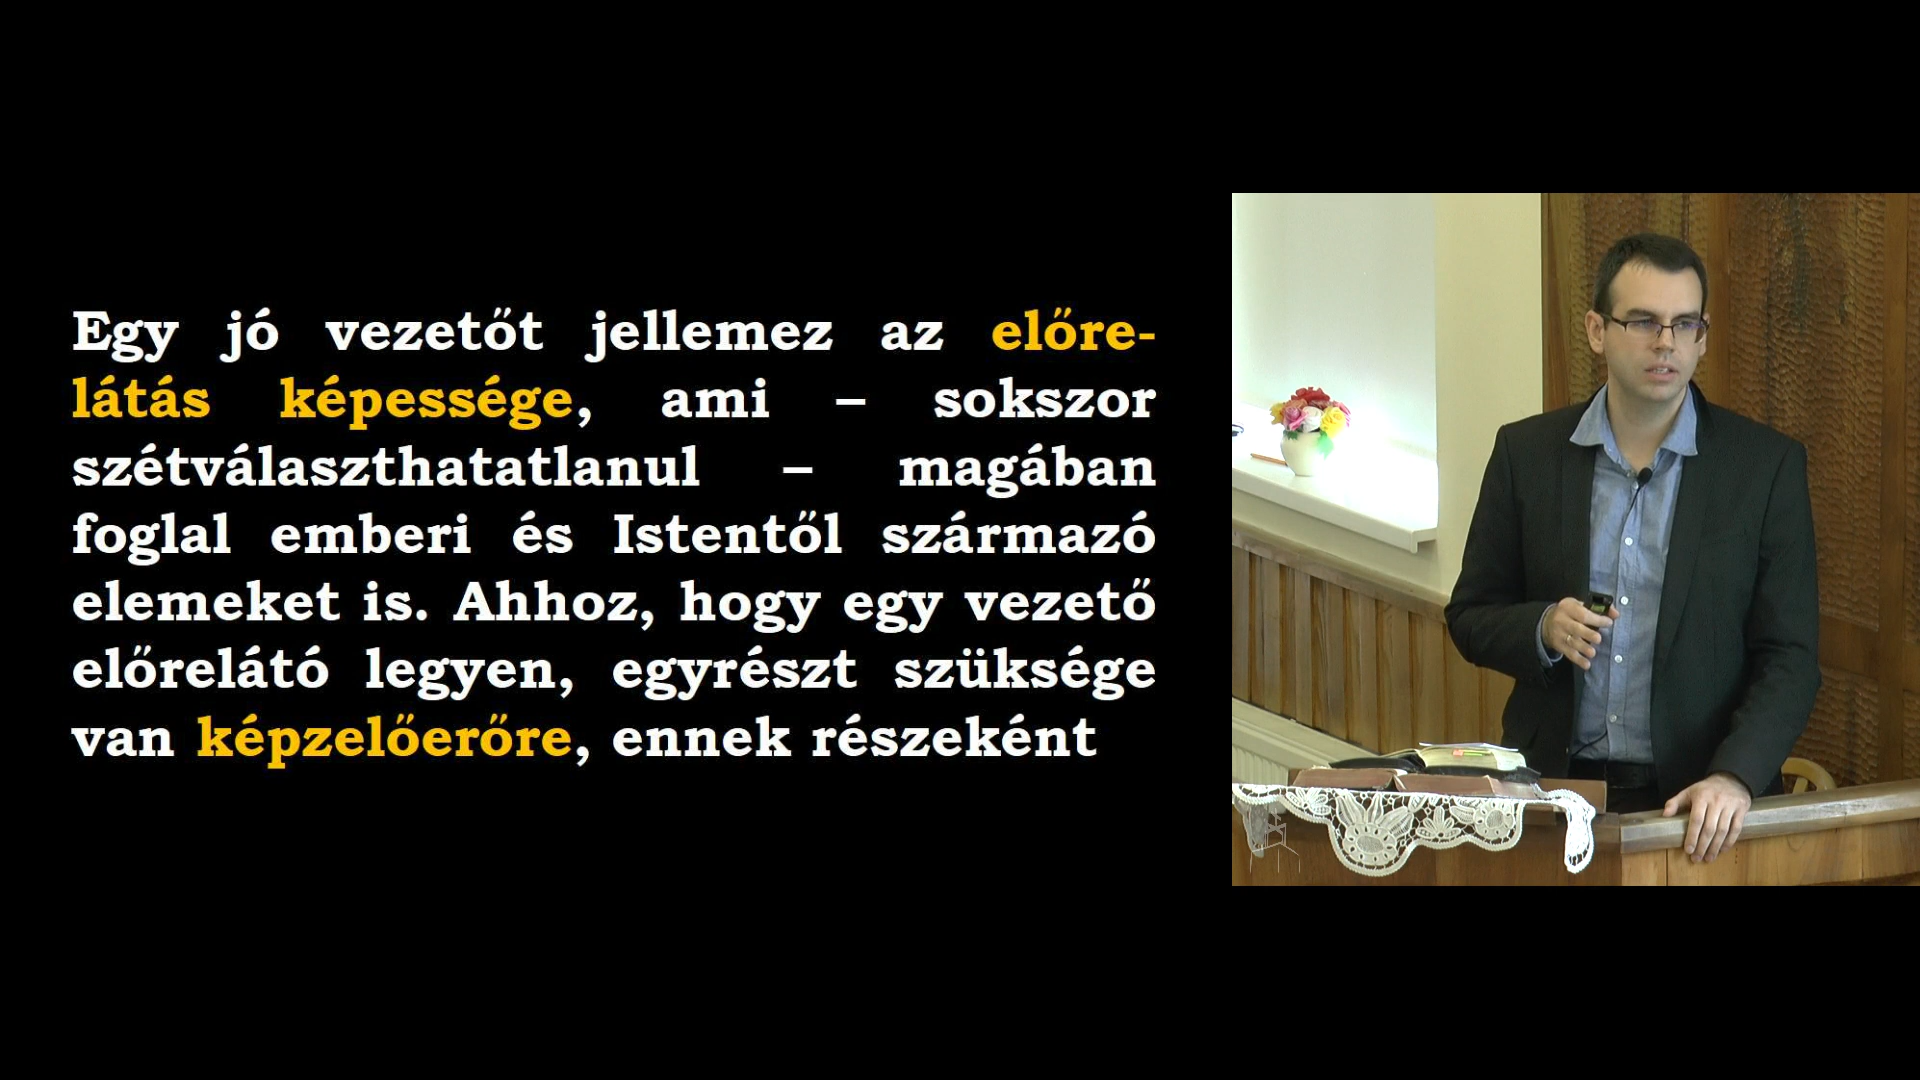 Egy jó vezetőt jellemez az előre-
látás képessége, ami – sokszor
szétválaszthatatlanul – magában
foglal emberi és Istentől származó
elemeket is. Ahhoz, hogy egy vezető
előrelátó legyen, egyrészt szüksége
van képzelőerőre, ennek részeként